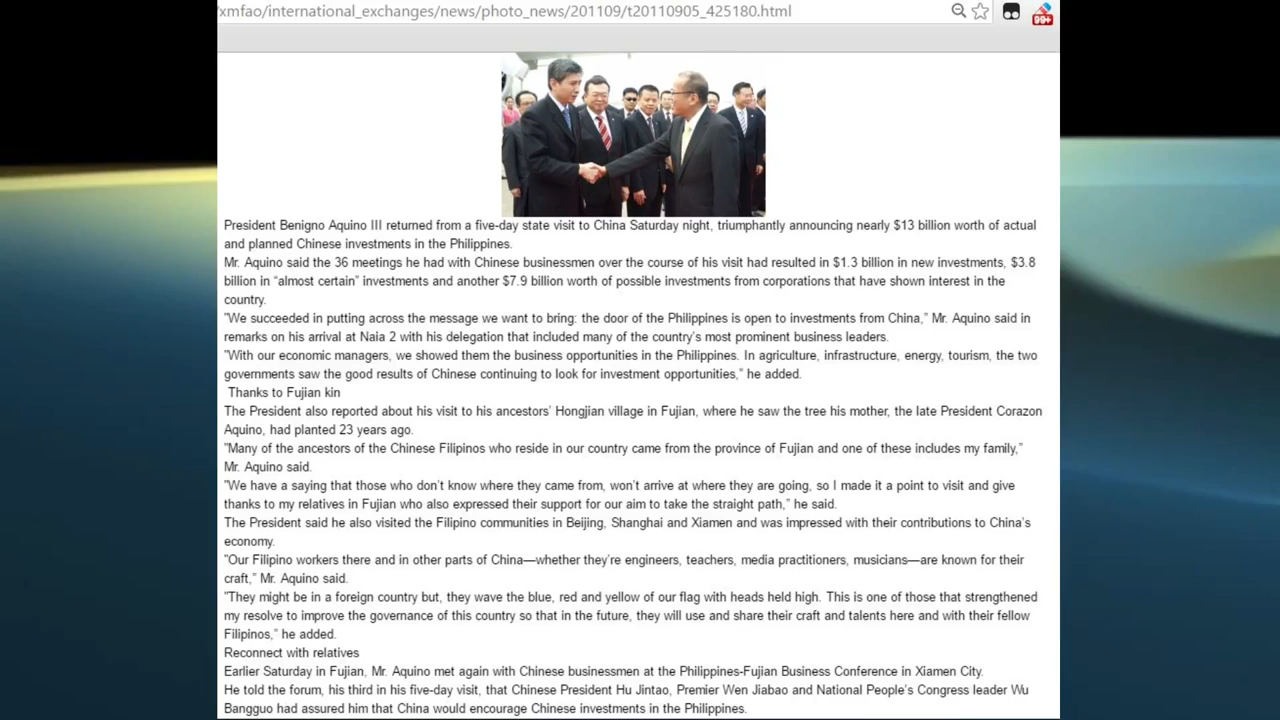 xmfao/international_exchanges/news/photo_news/201109/t20110905_425180.html
99+
President Benigno Aquino III returned from a five-day state visit to China Saturday night, triumphantly announcing nearly $13 billion worth of actual
and planned Chinese investments in the Philippines.
Mr. Aquino said the 36 meetings he had with Chinese businessmen over the course of his visit had resulted in $1.3 billion in new investments, $3.8
billion in “almost certain” investments and another $7.9 billion worth of possible investments from corporations that have shown interest in the
country.
"We succeeded in putting across the message we want to bring: the door of the Philippines is open to investments from China,” Mr. Aquino said in
remarks on his arrival at Naia 2 with his delegation that included many of the country’s most prominent business leaders.
"With our economic managers, we showed them the business opportunities in the Philippines. In agriculture, infrastructure, energy, tourism, the two
governments saw the good results of Chinese continuing to look for investment opportunities,” he added.
Thanks to Fujian kin
The President also reported about his visit to his ancestors’ Hongjian village in Fujian, where he saw the tree his mother, the late President Corazon
Aquino, had planted 23 years ago.
"Many of the ancestors of the Chinese Filipinos who reside in our country came from the province of Fujian and one of these includes my family,”
Mr. Aquino said.
"We have a saying that those who don’t know where they came from, won’t arrive at where they are going, so I made it a point to visit and give
thanks to my relatives in Fujian who also expressed their support for our aim to take the straight path,” he said.
The President said he also visited the Filipino communities in Beijing, Shanghai and Xiamen and was impressed with their contributions to China’s
economy.
"Our Filipino workers there and in other parts of China—whether they’re engineers, teachers, media practitioners, musicians—are known for their
craft,” Mr. Aquino said.
"They might be in a foreign country but, they wave the blue, red and yellow of our flag with heads held high. This is one of those that strengthened
my resolve to improve the governance of this country so that in the future, they will use and share their craft and talents here and with their fellow
Filipinos,” he added.
Reconnect with relatives
Earlier Saturday in Fujian, Mr. Aquino met again with Chinese businessmen at the Philippines-Fujian Business Conference in Xiamen City.
He told the forum, his third in his five-day visit, that Chinese President Hu Jintao, Premier Wen Jiabao and National People’s Congress leader Wu
Bangguo had assured him that China would encourage Chinese investments in the Philippines.